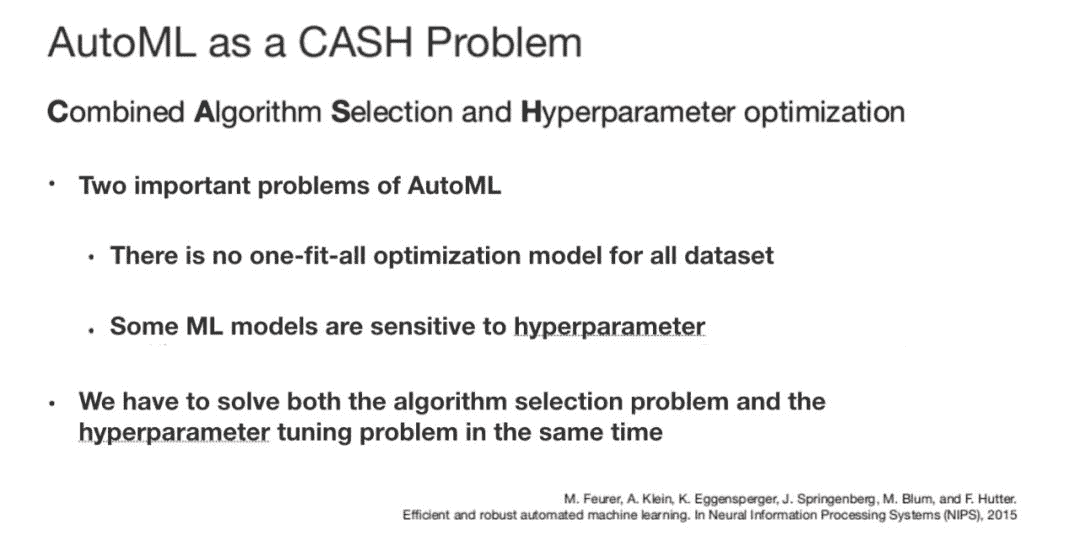 AutoML as a CASH Problem
Combined Algorithm Selection and Hyperparameter optimization
• Two important problems of AutoML
• There is no one-fit-all optimization model for all dataset
• Some ML models are sensitive to hyperparameter
• We have to solve both the algorithm selection problem and the
hyperparameter tuning problem in the same time
M. Feurer, A. Klein, K. Eggensperger, J. Springenberg, M. Blum, and F. Hutter.
Efficient and robust automated machine learning. In Neural Information Processing Systems (NIPS), 2015